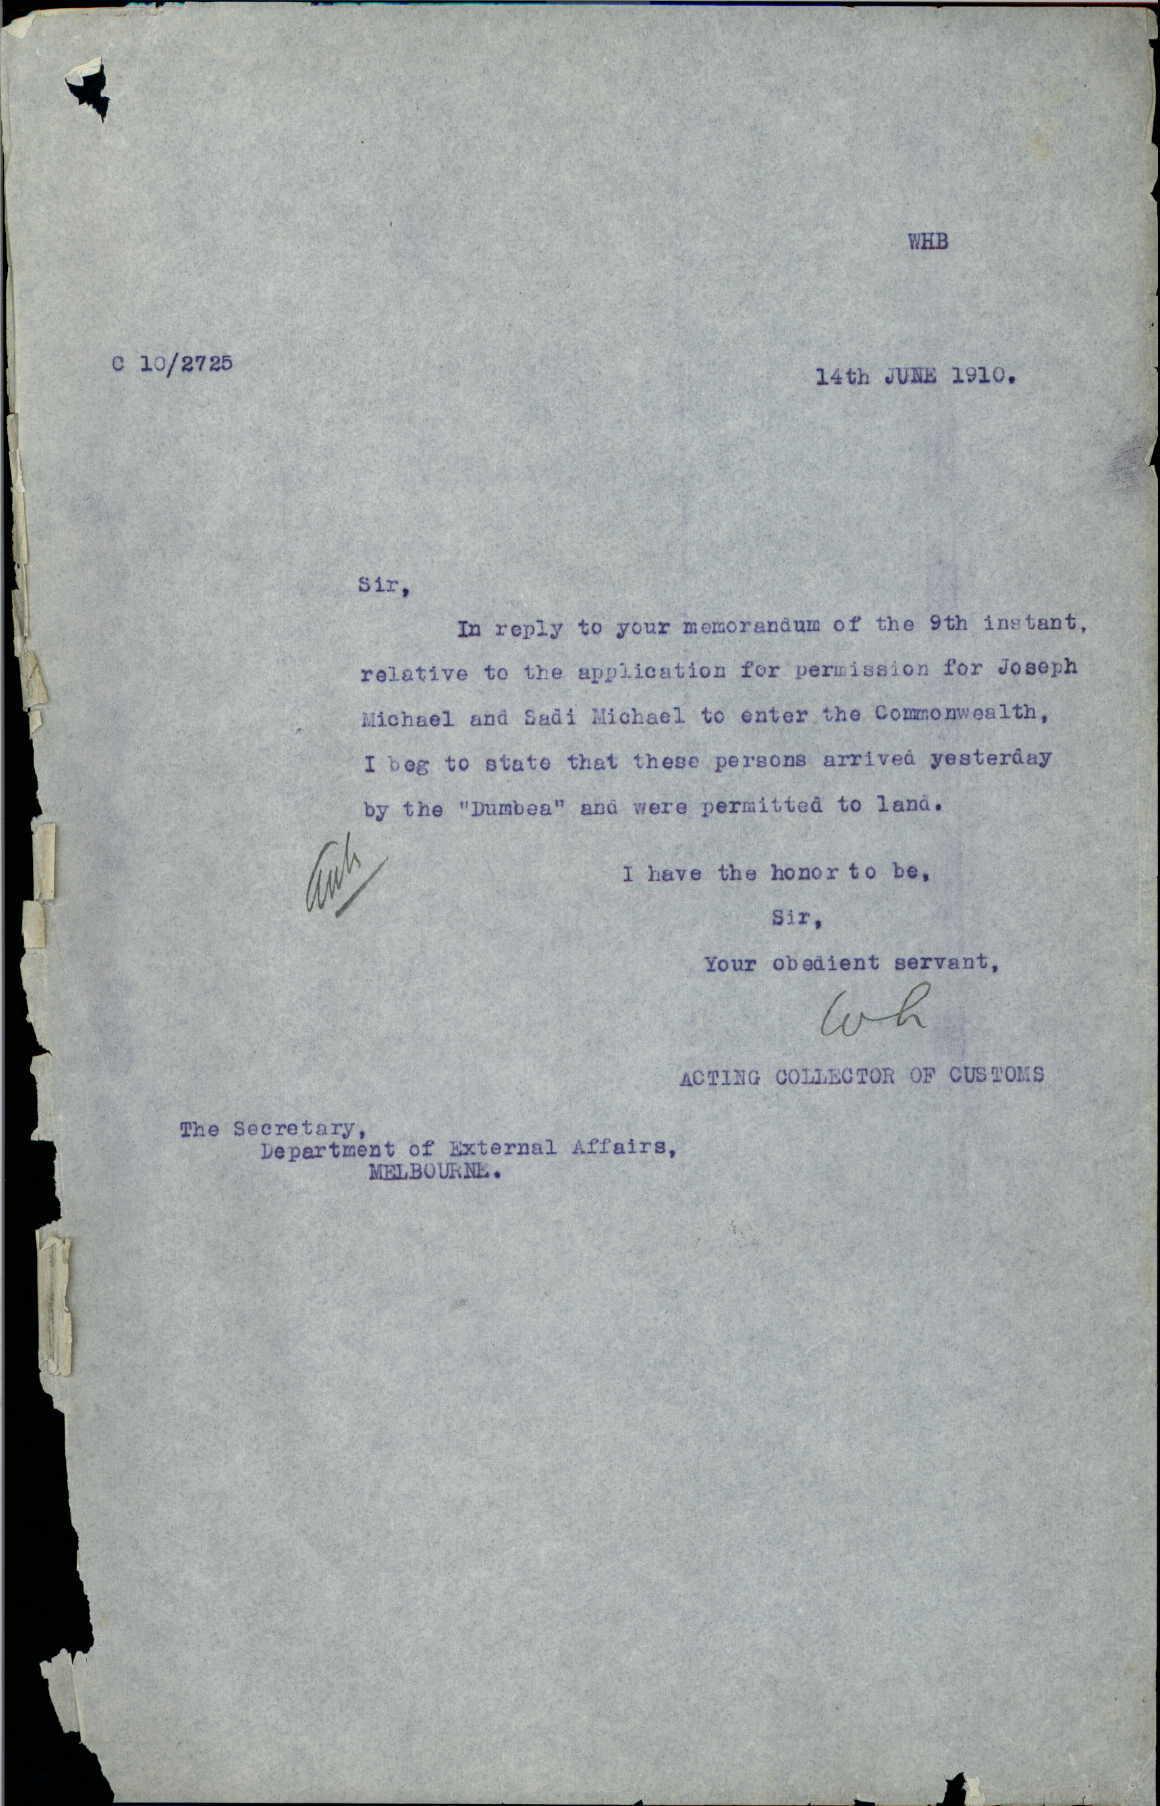 WHB
C 10/2725
14th JUNE 1910.
Sir,
In reply to your memorandum of the 9th instant,
relative to the application for permission for Joseph
Michael and Sadi Michael to enter the Commonwealth,
I beg to state that these persons arrived yesterday
by the "Dumbea" and were permitted to land.
I have the honor to be,
Sir,
Your obedient servant,
ACTING COLLECTOR OF CUSTOMS
The Secretary,
Department of External Affairs,
MELBOURNE.